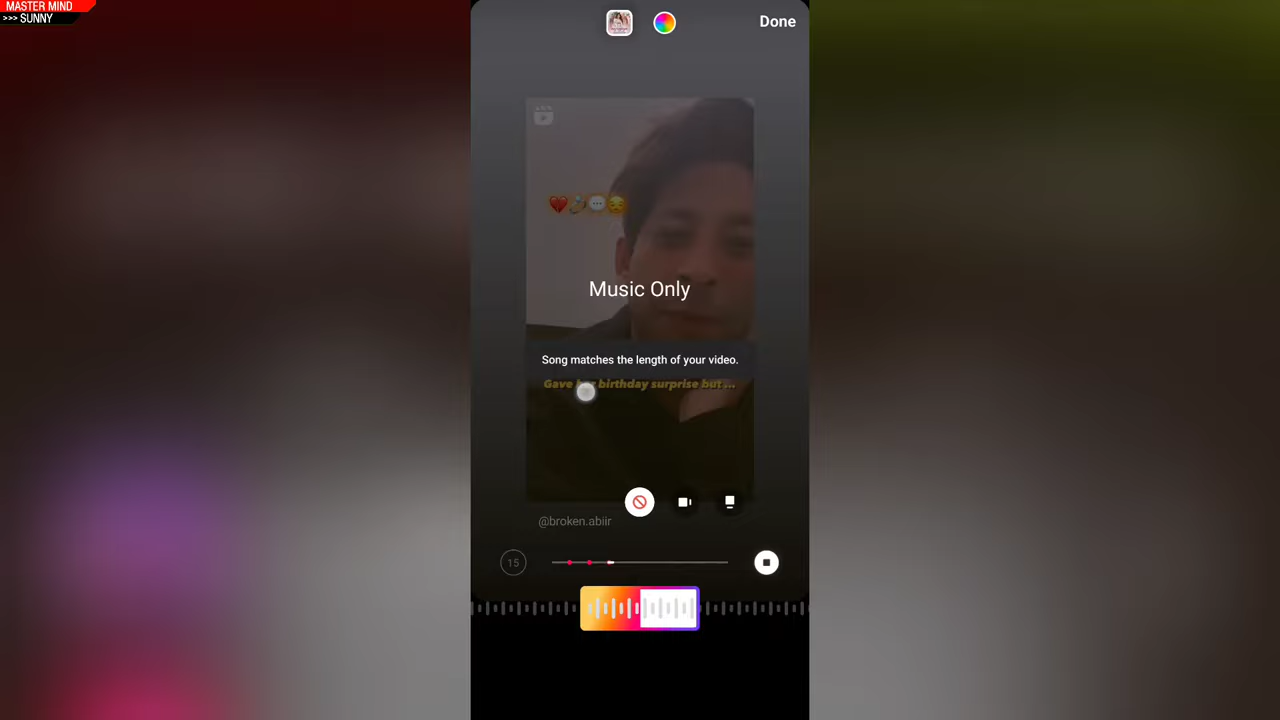 MASTER MIND
>>> SUNNY
Done
Music Only
Song matches the length of your video.
Gave her birthday surprise but ...
@broken.abiir
15